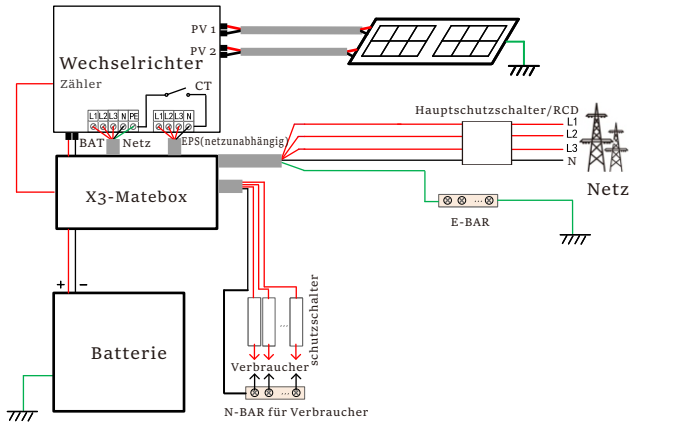 PV 1
Wechselrichter
PV 2
Zähler
CT
L1 L2 L3 N PE
L1 L2 L3 N
Hauptschutzschalter/RCD
L1
L2
L3
N
BAT
Netz
EPS(netzunabhängig)
Netz
X3-Matebox
E-BAR
+ −
schutzschalter
Batterie
Verbraucher
N-BAR für Verbraucher